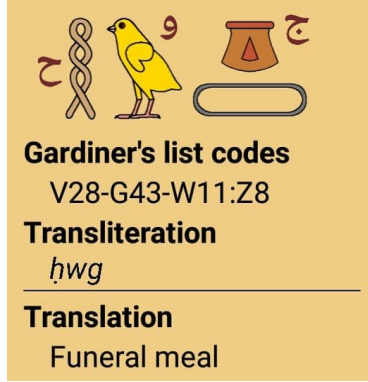 ح و ج
Gardiner's list codes
V28-G43-W11:Z8
Transliteration
ḥwg
Translation
Funeral meal